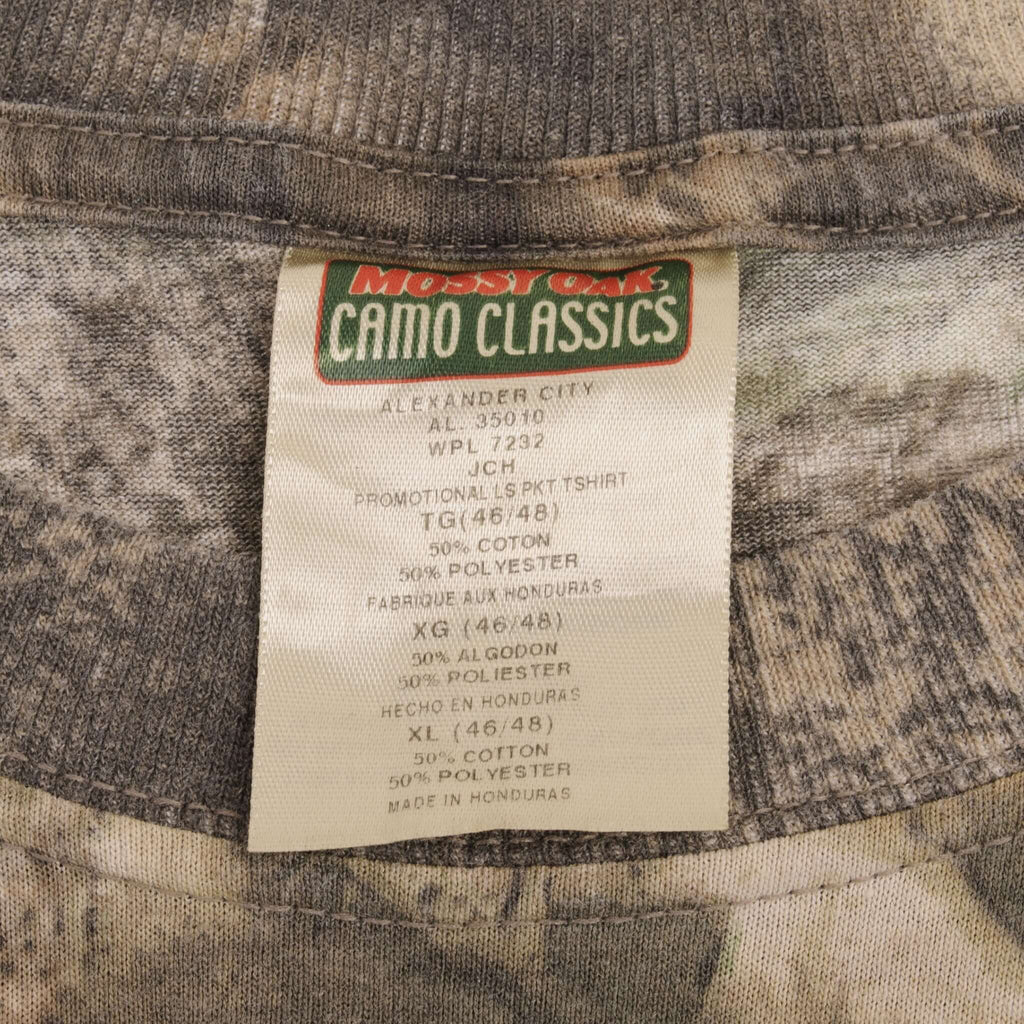 MOSSY OAK
CAMO CLASSICS
ALEXANDER CITY
AL. 35010
WPL 7232
JCH
PROMOTIONAL LS PKT TSHIRT
TG(46/48)
50% COTON
50% POLYESTER
FABRIQUE AUX HONDURAS
XG (46/48)
50% ALGODON
50% POLIESTER
HECHO EN HONDURAS
XL (46/48)
50% COTTON
50% POLYESTER
MADE IN HONDURAS